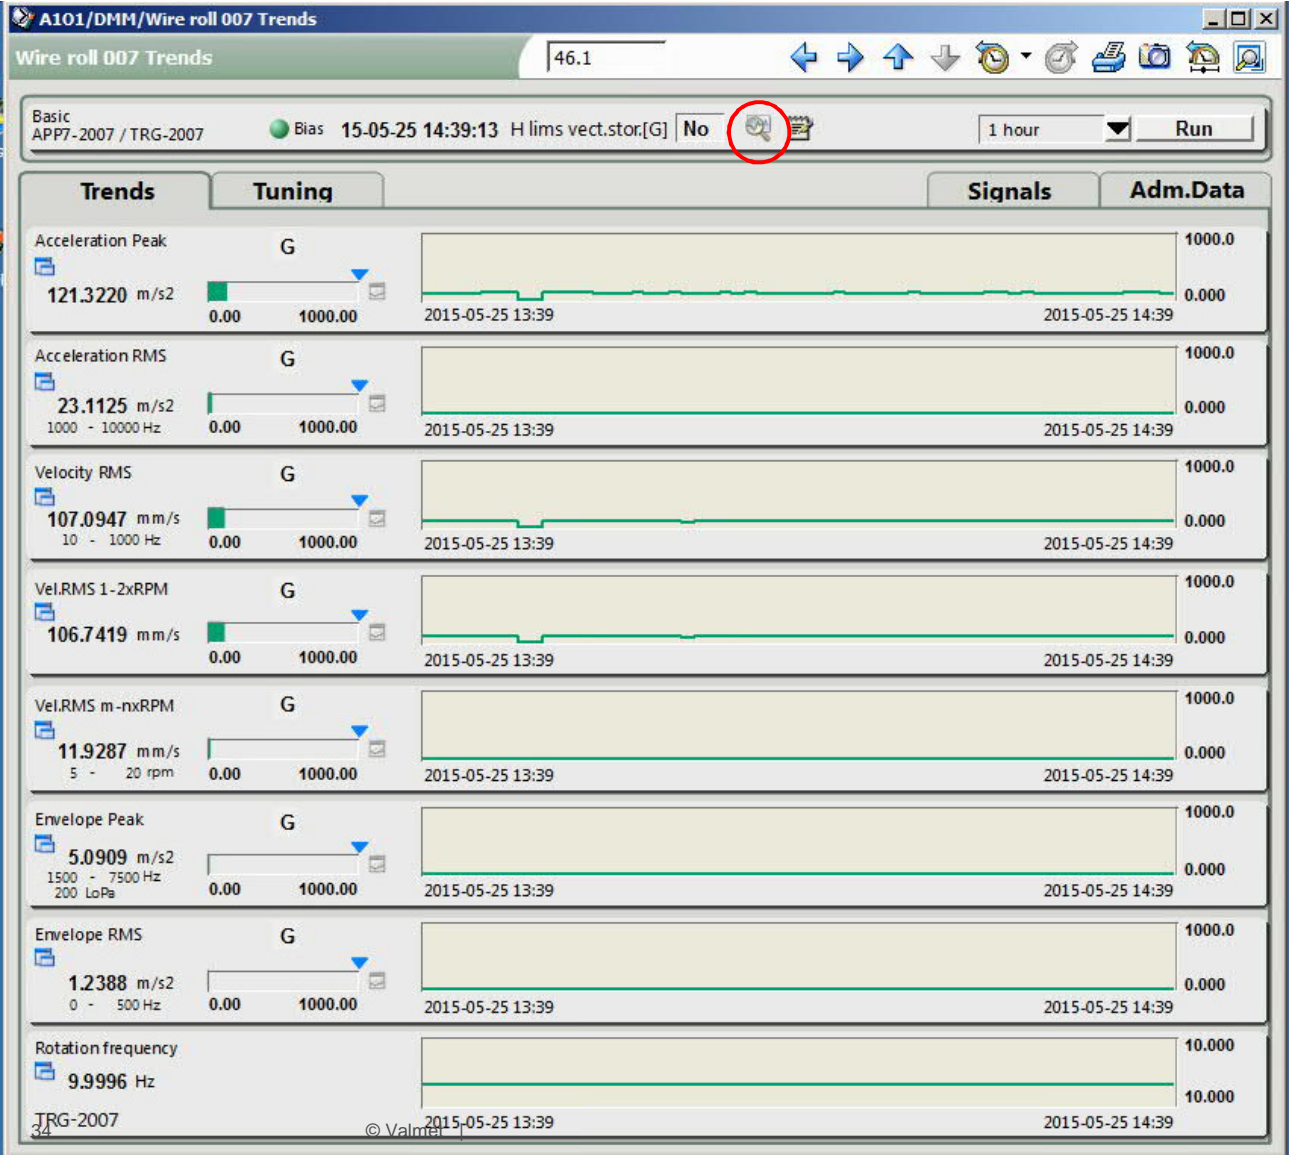 A1O1/DMM/Wire roll 007 Trends
Wire roll 007 Trends
46.1
Basic
APP7-2007 / TRG-2007
Bias 15-05-25 14:39:13 H lims vect.stor.[G] No
1 hour Run
Trends Tuning Signals Adm.Data
Acceleration Peak
G
121.3220 m/s2
0.00 1000.00
1000.0
0.000
2015-05-25 13:39 2015-05-25 14:39
Acceleration RMS
G
23.1125 m/s2
1000 - 10000 Hz
0.00 1000.00
1000.0
0.000
2015-05-25 13:39 2015-05-25 14:39
Velocity RMS
G
107.0947 mm/s
10 - 1000 Hz
0.00 1000.00
1000.0
0.000
2015-05-25 13:39 2015-05-25 14:39
Vel.RMS 1-2xRPM
G
106.7419 mm/s
0.00 1000.00
1000.0
0.000
2015-05-25 13:39 2015-05-25 14:39
Vel.RMS m-nxRPM
G
11.9287 mm/s
5 - 20 rpm
0.00 1000.00
1000.0
0.000
2015-05-25 13:39 2015-05-25 14:39
Envelope Peak
G
5.0909 m/s2
1500 - 7500 Hz
200 LoPa
0.00 1000.00
1000.0
0.000
2015-05-25 13:39 2015-05-25 14:39
Envelope RMS
G
1.2388 m/s2
0 - 500 Hz
0.00 1000.00
1000.0
0.000
2015-05-25 13:39 2015-05-25 14:39
Rotation frequency
9.9996 Hz
TRG-2007
10.000
10.000
2015-05-25 13:39 2015-05-25 14:39
34 © Valmet |